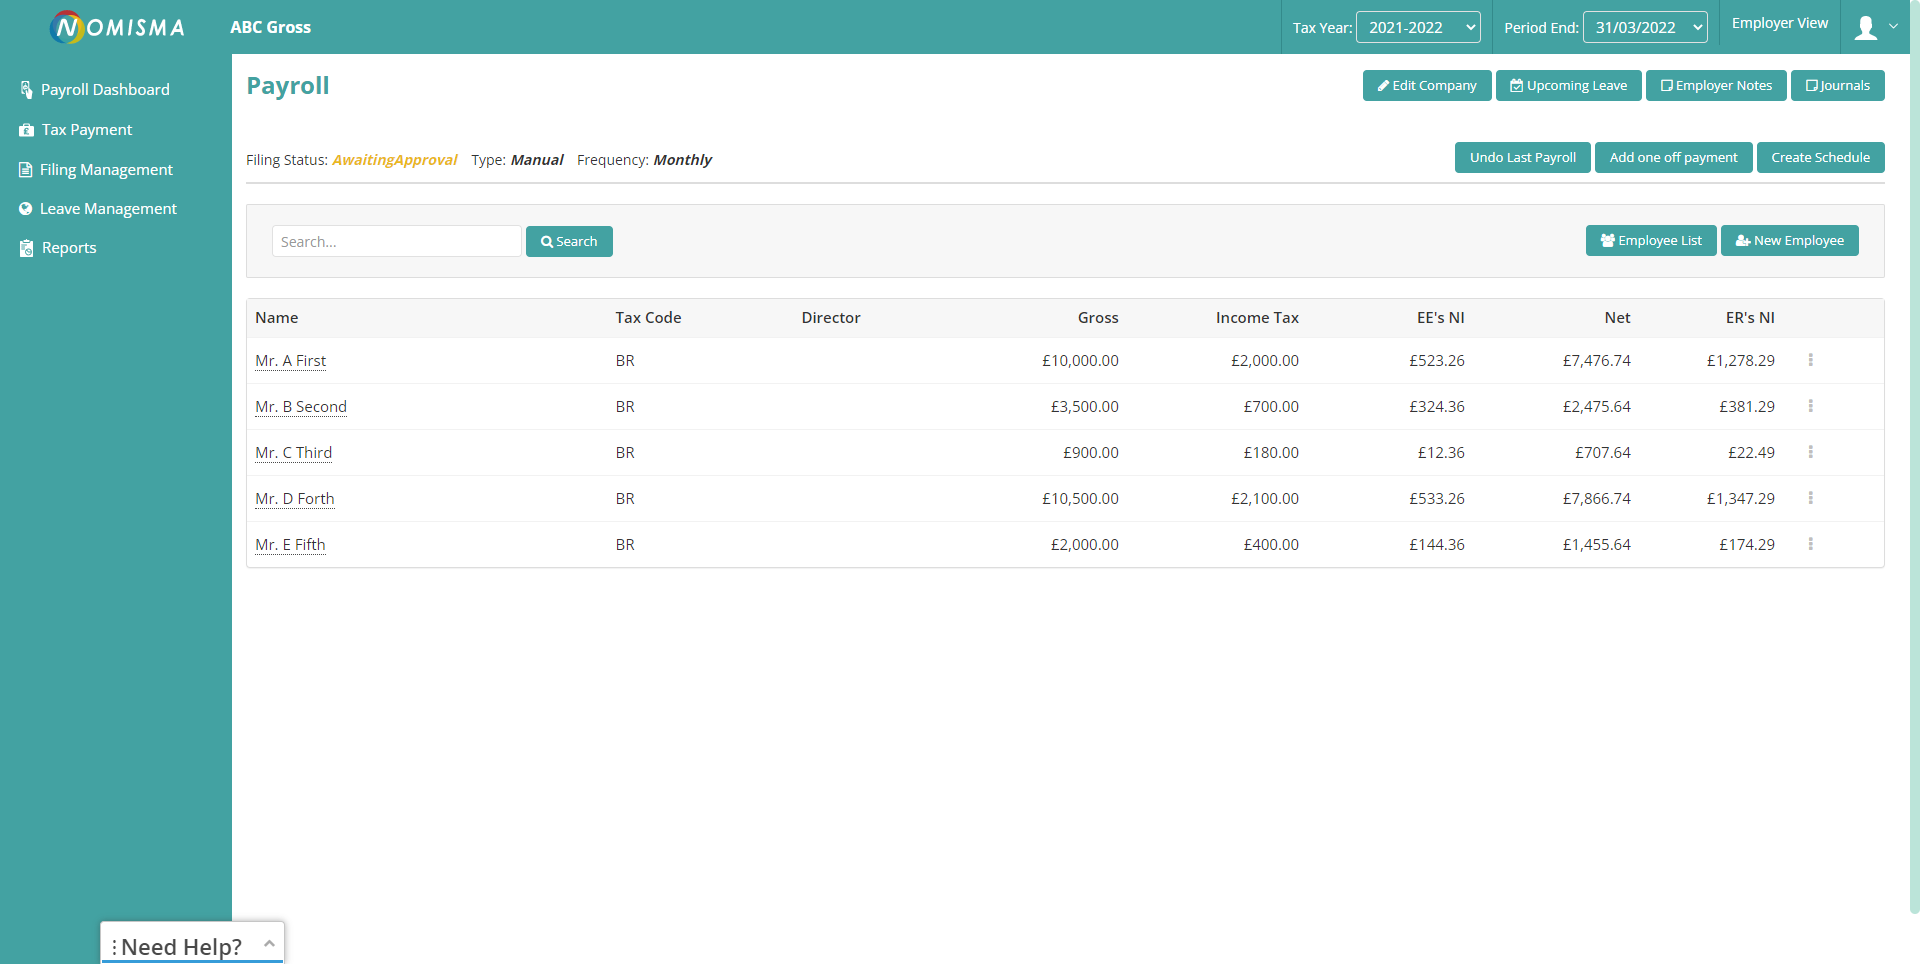 NOMISMA ABC Gross Tax Year: 2021-2022 Period End: 31/03/2022 Employer View
Payroll Dashboard
Tax Payment
Filing Management
Leave Management
Reports
Payroll Edit Company Upcoming Leave Employer Notes Journals
Filing Status: AwaitingApproval Type: Manual Frequency: Monthly Undo Last Payroll Add one off payment Create Schedule
Search... Search Employee List New Employee
Name Tax Code Director Gross Income Tax EE's NI Net ER's NI
Mr. A First BR £10,000.00 £2,000.00 £523.26 £7,476.74 £1,278.29
Mr. B Second BR £3,500.00 £700.00 £324.36 £2,475.64 £381.29
Mr. C Third BR £900.00 £180.00 £12.36 £707.64 £22.49
Mr. D Forth BR £10,500.00 £2,100.00 £533.26 £7,866.74 £1,347.29
Mr. E Fifth BR £2,000.00 £400.00 £144.36 £1,455.64 £174.29
Need Help?